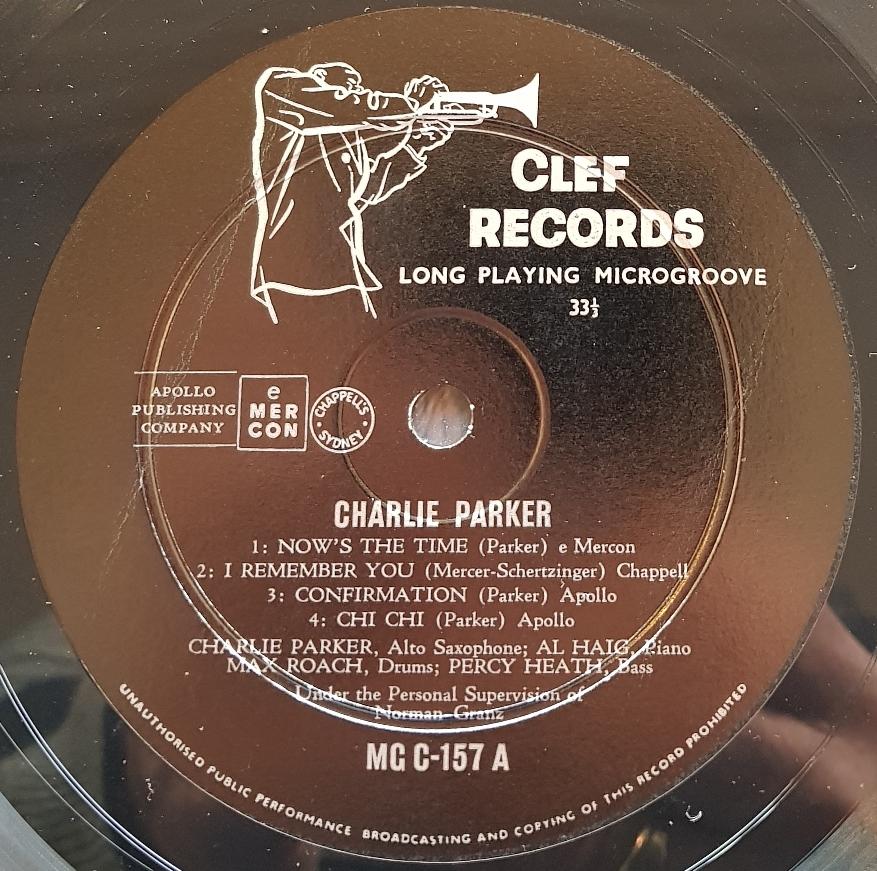 CLEF
RECORDS
LONG PLAYING MICROGROOVE
33⅓
APOLLO
PUBLISHING
COMPANY
e
MER
CON
CHAPPELL'S
SYDNEY
CHARLIE PARKER
1: NOW'S THE TIME (Parker) e Mercon
2: I REMEMBER YOU (Mercer-Schertzinger) Chappell
3: CONFIRMATION (Parker) Apollo
4: CHI CHI (Parker) Apollo
CHARLIE PARKER, Alto Saxophone; AL HAIG, Piano
MAX ROACH, Drums; PERCY HEATH, Bass
Under the Personal Supervision of
Norman Granz
MG C-157 A
UNAUTHORISED PUBLIC PERFORMANCE BROADCASTING AND COPYING OF THIS RECORD PROHIBITED